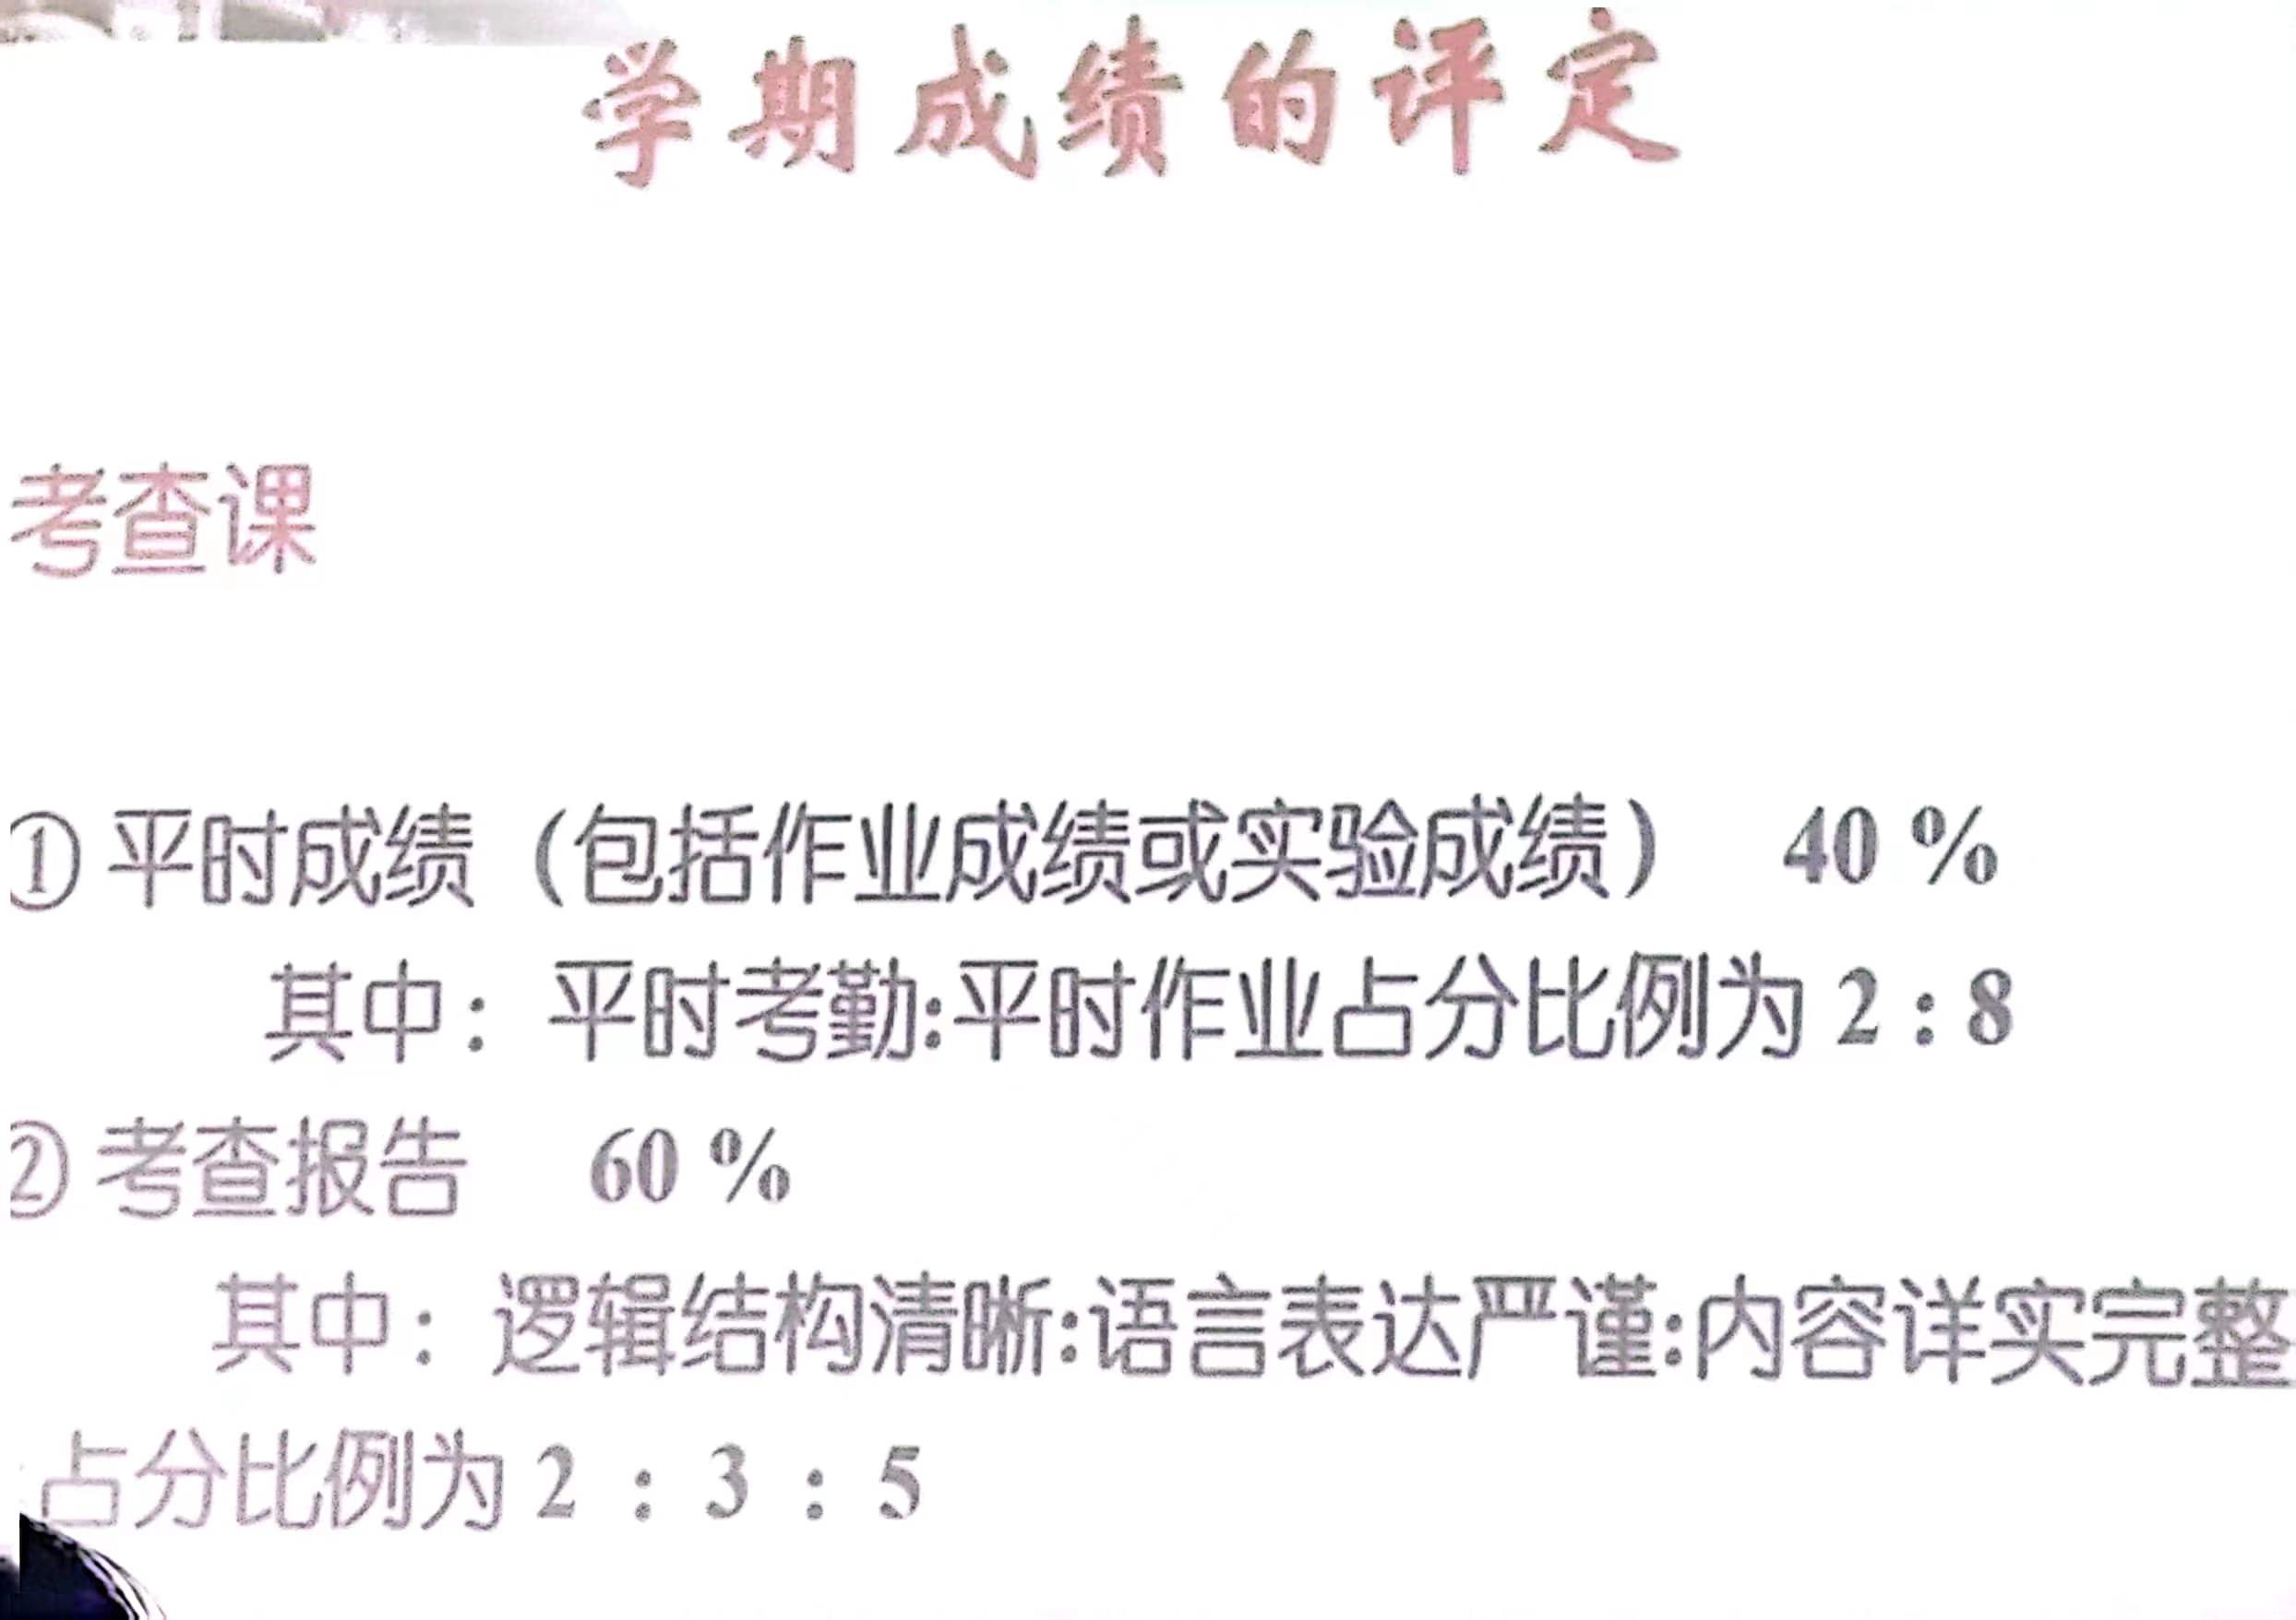 学期成绩的评定
考查课
①平时成绩（包括作业成绩或实验成绩） 40 %
其中：平时考勤:平时作业占分比例为 2 : 8
②考查报告 60 %
其中：逻辑结构清晰:语言表达严谨:内容详实完整
占分比例为 2 : 3 : 5